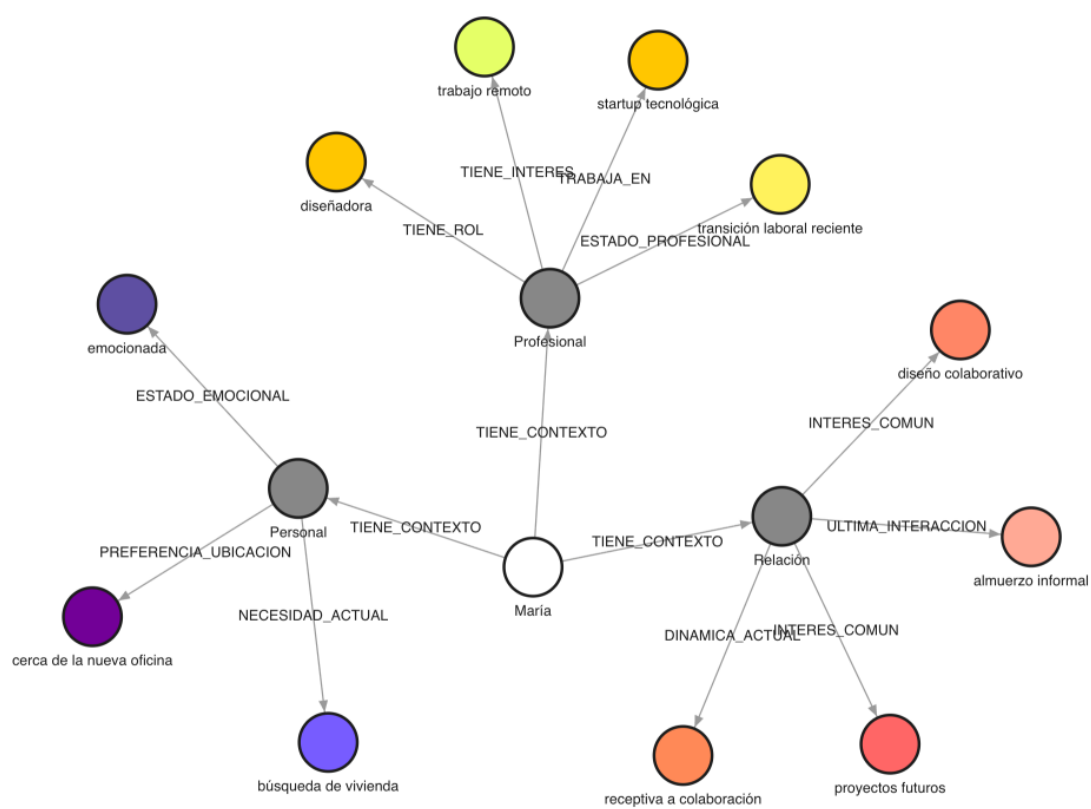 trabajo remoto
startup tecnológica
TIENE_INTERES
TRABAJA_EN
diseñadora
transición laboral reciente
TIENE_ROL
ESTADO_PROFESIONAL
Profesional
emocionada
diseño colaborativo
ESTADO_EMOCIONAL
INTERES_COMUN
TIENE_CONTEXTO
Personal
TIENE_CONTEXTO
ULTIMA_INTERACCION
PREFERENCIA_UBICACION
TIENE_CONTEXTO
Relación
almuerzo informal
María
NECESIDAD_ACTUAL
cerca de la nueva oficina
DINAMICA_ACTUAL
INTERES_COMUN
búsqueda de vivienda
receptiva a colaboración
proyectos futuros